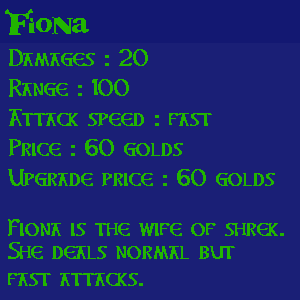 Fiona
Damages : 20
Range : 100
Attack speed : fast
Price : 60 golds
Upgrade price : 60 golds
Fiona is the wife of shrek.
She deals normal but
fast attacks.